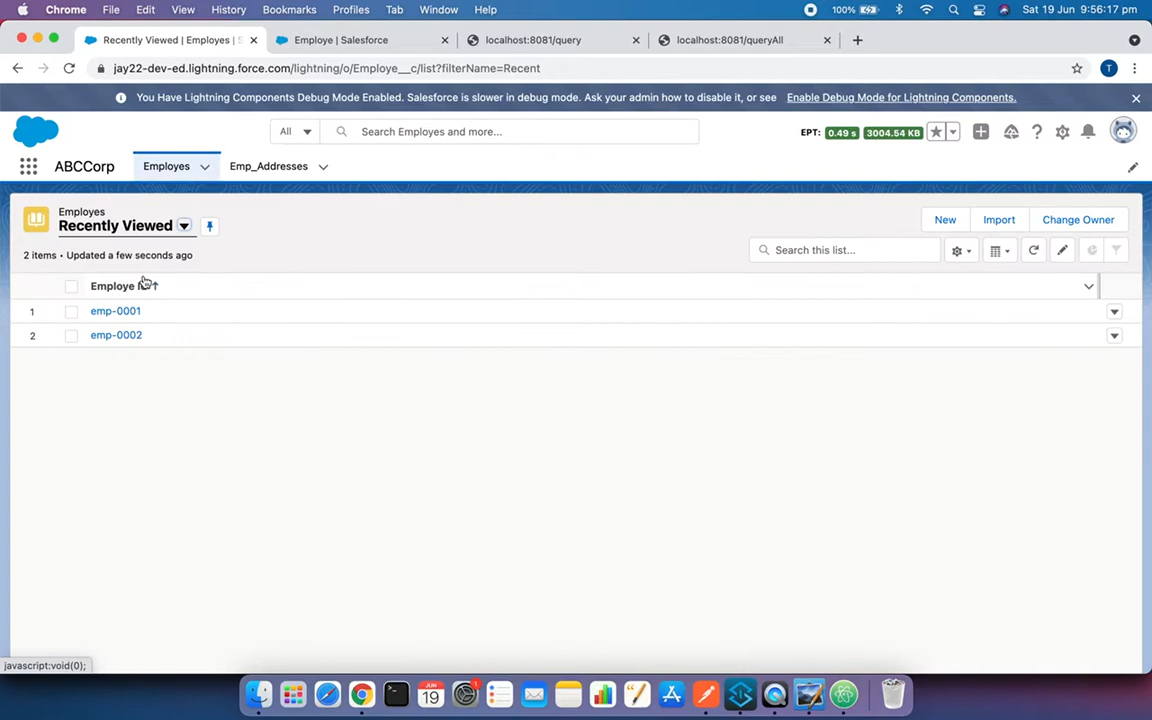 Chrome File Edit View History Bookmarks Profiles Tab Window Help 100% Sat 19 Jun 9:56:17 pm
Recently Viewed | Employes | S Employe | Salesforce localhost:8081/query localhost:8081/queryAll
jay22-dev-ed.lightning.force.com/lightning/o/Employe__c/list?filterName=Recent T
You Have Lightning Components Debug Mode Enabled. Salesforce is slower in debug mode. Ask your admin how to disable it, or see Enable Debug Mode for Lightning Components.
All Search Employes and more... EPT: 0.49 s 3004.54 KB
ABCCorp Employes Emp_Addresses
Employes
Recently Viewed New Import Change Owner
2 items • Updated a few seconds ago Search this list...
Employe
1 emp-0001
2 emp-0002
javascript:void(0);
JUN
19 1